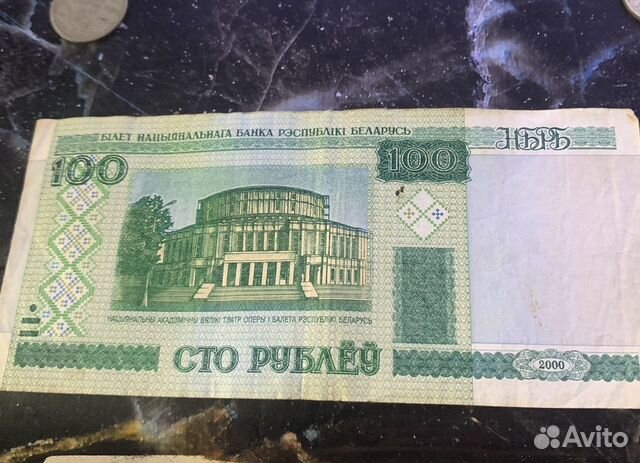 БІЛЕТ НАЦЫЯНАЛЬНАГА БАНКА РЭСПУБЛІКІ БЕЛАРУСЬ
НБРБ
100
100
НАЦЫЯНАЛЬНЫ АКАДЭМІЧНЫ ВЯЛІКІ ТЭАТР ОПЕРЫ І БАЛЕТА РЭСПУБЛІКІ БЕЛАРУСЬ
СТО РУБЛЁЎ
2000
Avito